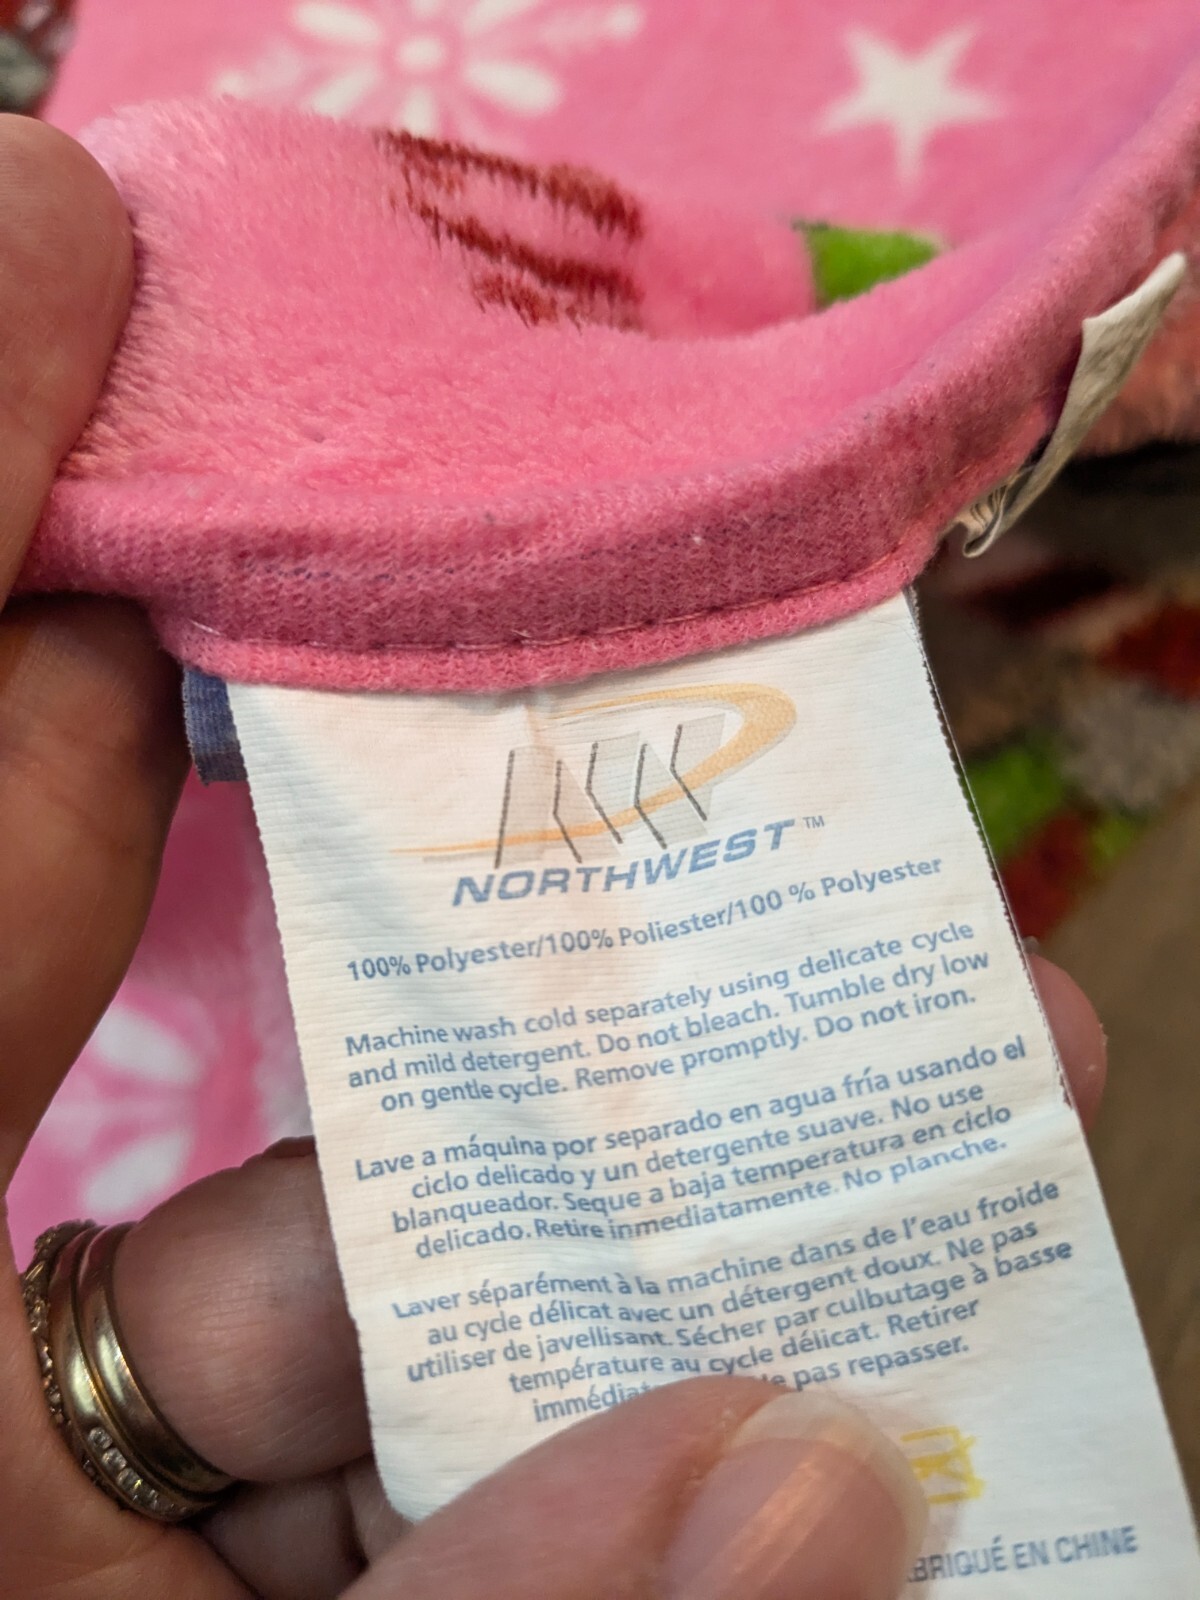 NORTHWEST™
100% Polyester/100% Poliester/100 % Polyester
Machine wash cold separately using delicate cycle
and mild detergent. Do not bleach. Tumble dry low
on gentle cycle. Remove promptly. Do not iron.
Lave a máquina por separado en agua fría usando el
ciclo delicado y un detergente suave. No use
blanqueador. Seque a baja temperatura en ciclo
delicado. Retire inmediatamente. No planche.
Laver séparément à la machine dans de l'eau froide
au cycle délicat avec un détergent doux. Ne pas
utiliser de javellisant. Sécher par culbutage à basse
température au cycle délicat. Retirer
pas repasser.
EN CHINE